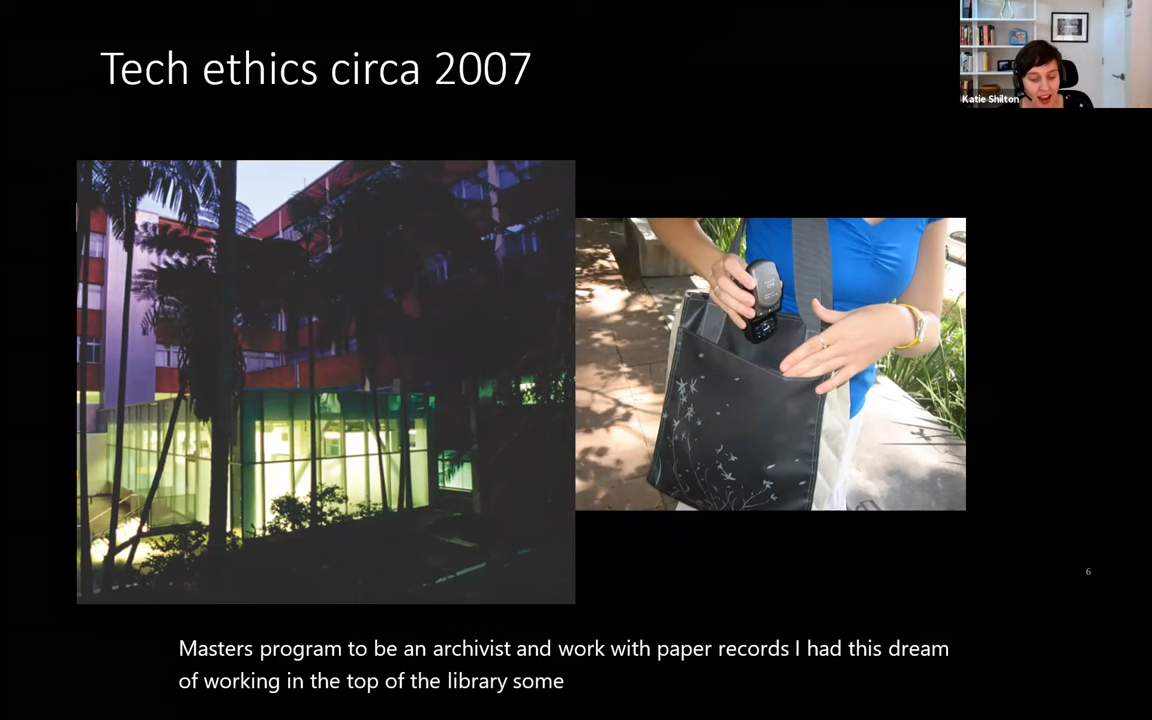 Tech ethics circa 2007
Katie Shilton
6
Masters program to be an archivist and work with paper records I had this dream
of working in the top of the library some